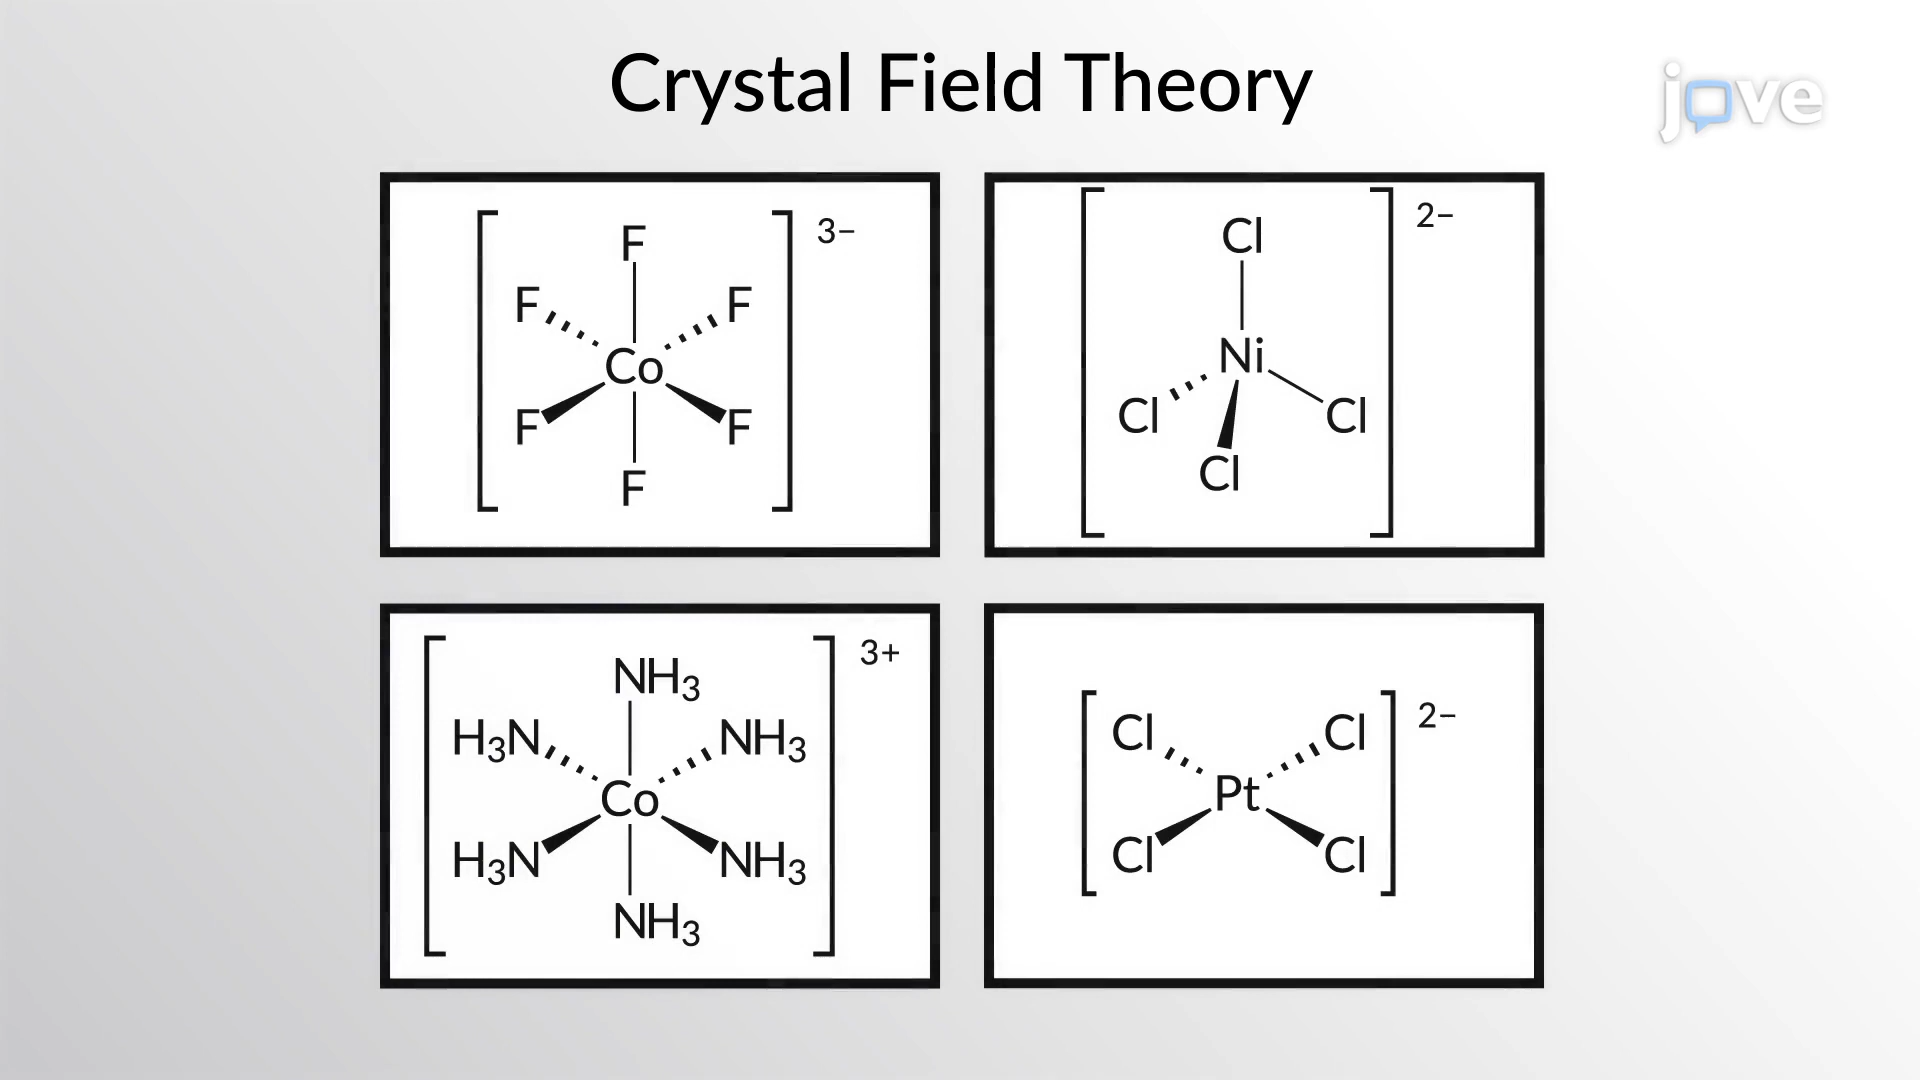 Crystal Field Theory
jove
[ ] 3−
F
F F
Co
F F
F
[ ] 2−
Cl
Ni
Cl Cl
Cl
[ ] 3+
NH3
H3N NH3
Co
H3N NH3
NH3
[ ] 2−
Cl Cl
Pt
Cl Cl